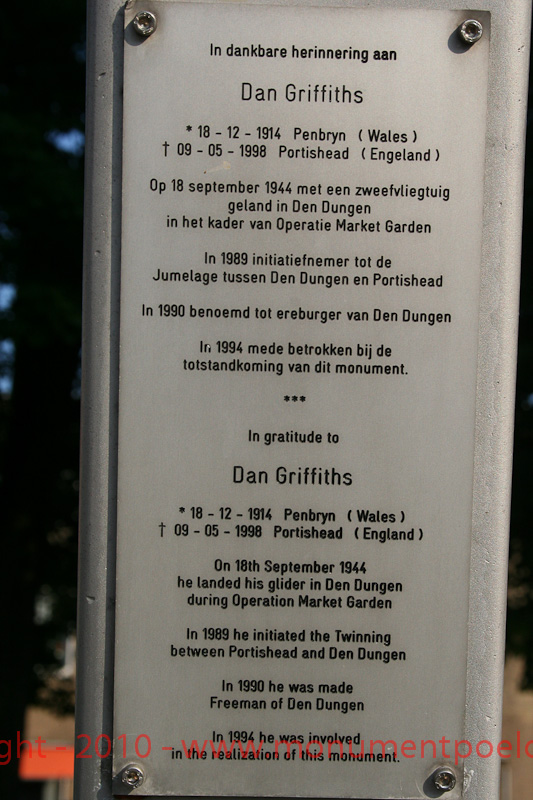 In dankbare herinnering aan
Dan Griffiths
* 18 - 12 - 1914 Penbryn ( Wales )
† 09 - 05 - 1998 Portishead ( Engeland )
Op 18 september 1944 met een zweefvliegtuig
geland in Den Dungen
in het kader van Operatie Market Garden
In 1989 initiatiefnemer tot de
Jumelage tussen Den Dungen en Portishead
In 1990 benoemd tot ereburger van Den Dungen
In 1994 mede betrokken bij de
totstandkoming van dit monument.
***
In gratitude to
Dan Griffiths
* 18 - 12 - 1914 Penbryn ( Wales )
† 09 - 05 - 1998 Portishead ( England )
On 18th September 1944
he landed his glider in Den Dungen
during Operation Market Garden
In 1989 he initiated the Twinning
between Portishead and Den Dungen
In 1990 he was made
Freeman of Den Dungen
In 1994 he was involved
in the realization of this monument.
ght - 2010 - www.monumentpoeld